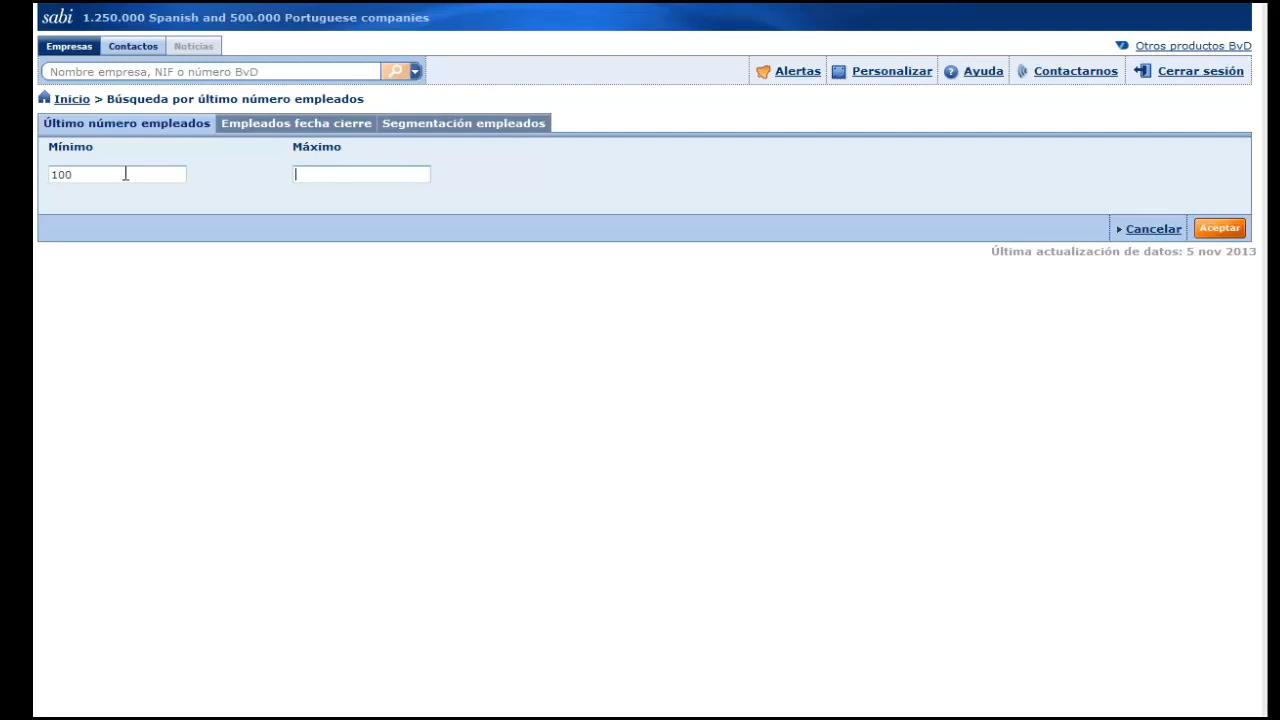 sabi 1.250.000 Spanish and 500.000 Portuguese companies
Empresas Contactos Noticias Otros productos BvD
Nombre empresa, NIF o número BvD Alertas Personalizar Ayuda Contactarnos Cerrar sesión
Inicio > Búsqueda por último número empleados
Último número empleados Empleados fecha cierre Segmentación empleados
Mínimo Máximo
100
Cancelar Aceptar
Última actualización de datos: 5 nov 2013